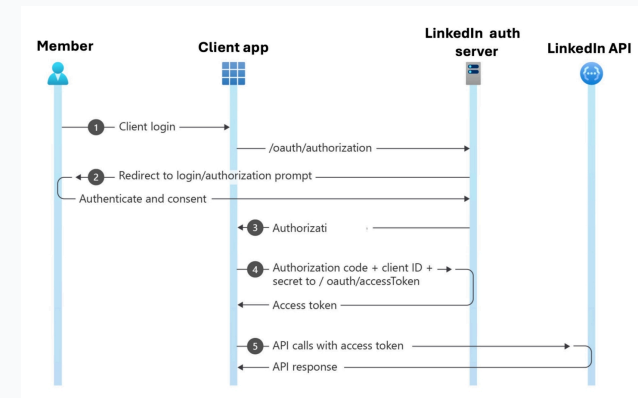 Member
Client app
LinkedIn auth
server
LinkedIn API
1 Client login
/oauth/authorization
2 Redirect to login/authorization prompt
Authenticate and consent
3 Authorizati
4 Authorization code + client ID +
secret to / oauth/accessToken
Access token
5 API calls with access token
API response